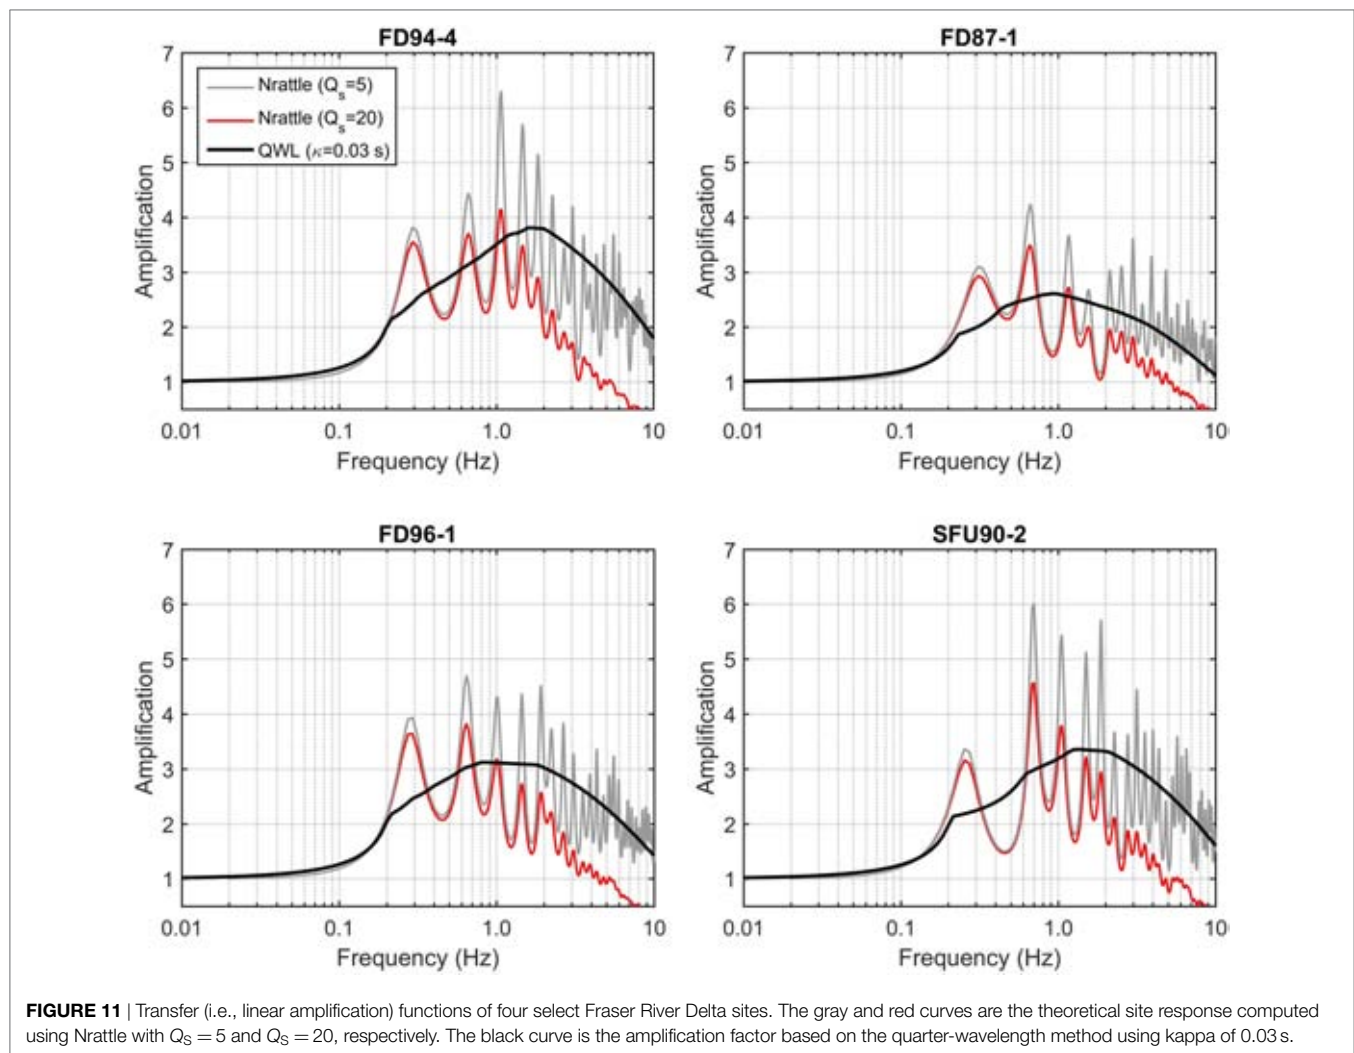 FD94-4
7
6
5
4
3
2
1
Amplification
Nrattle (Qs=5)
Nrattle (Qs=20)
QWL (κ=0.03 s)
0.01
0.1
1.0
10
Frequency (Hz)
FD87-1
7
6
5
4
3
2
1
Amplification
0.01
0.1
1.0
10
Frequency (Hz)
FD96-1
7
6
5
4
3
2
1
Amplification
0.01
0.1
1.0
10
Frequency (Hz)
SFU90-2
7
6
5
4
3
2
1
Amplification
0.01
0.1
1.0
10
Frequency (Hz)
FIGURE 11 | Transfer (i.e., linear amplification) functions of four select Fraser River Delta sites. The gray and red curves are the theoretical site response computed
using Nrattle with QS = 5 and QS = 20, respectively. The black curve is the amplification factor based on the quarter-wavelength method using kappa of 0.03 s.